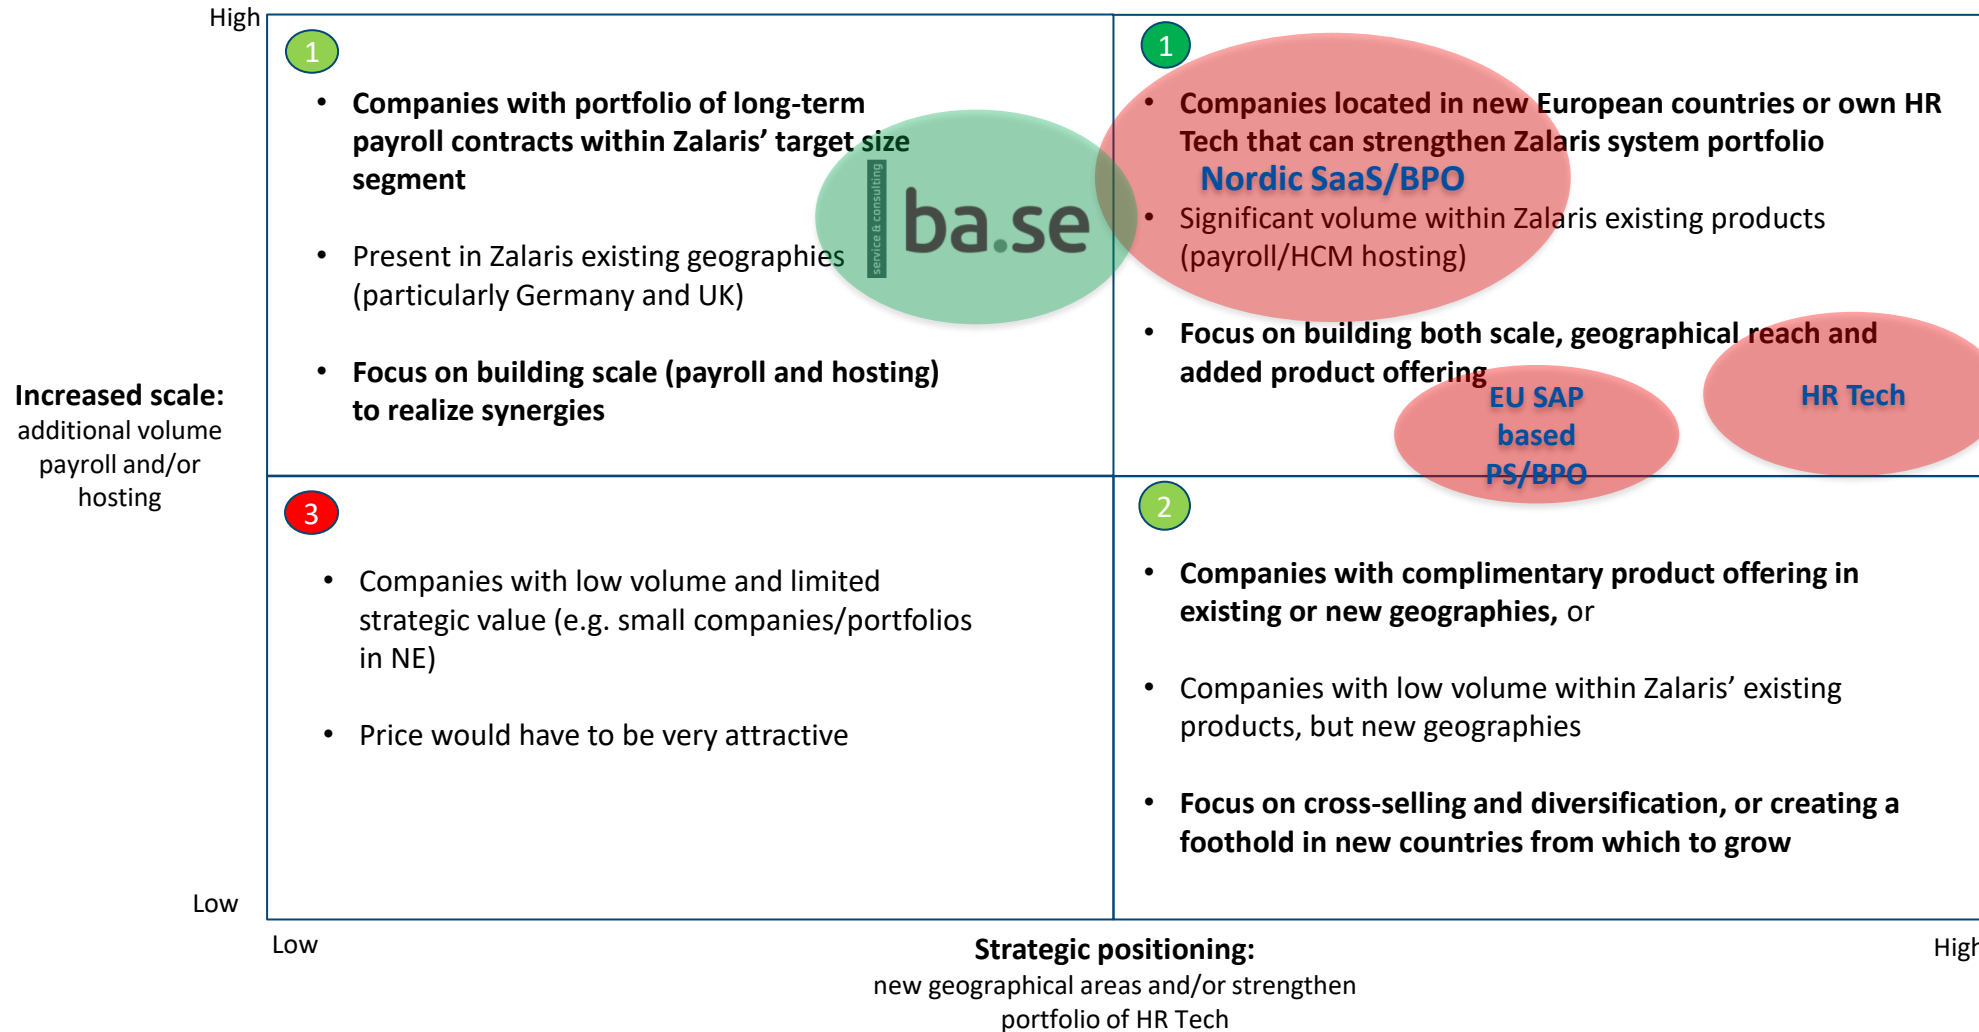 High
1
• Companies with portfolio of long-term
payroll contracts within Zalaris’ target size
segment
• Present in Zalaris existing geographies
(particularly Germany and UK)
• Focus on building scale (payroll and hosting)
to realize synergies
service & consulting
ba.se
1
• Companies located in new European countries or own HR
Tech that can strengthen Zalaris system portfolio
Nordic SaaS/BPO
• Significant volume within Zalaris existing products
(payroll/HCM hosting)
• Focus on building both scale, geographical reach and
added product offering
EU SAP
based
PS/BPO
HR Tech
Increased scale:
additional volume
payroll and/or
hosting
3
• Companies with low volume and limited
strategic value (e.g. small companies/portfolios
in NE)
• Price would have to be very attractive
2
• Companies with complimentary product offering in
existing or new geographies, or
• Companies with low volume within Zalaris’ existing
products, but new geographies
• Focus on cross-selling and diversification, or creating a
foothold in new countries from which to grow
Low
Low
Strategic positioning:
new geographical areas and/or strengthen
portfolio of HR Tech
High